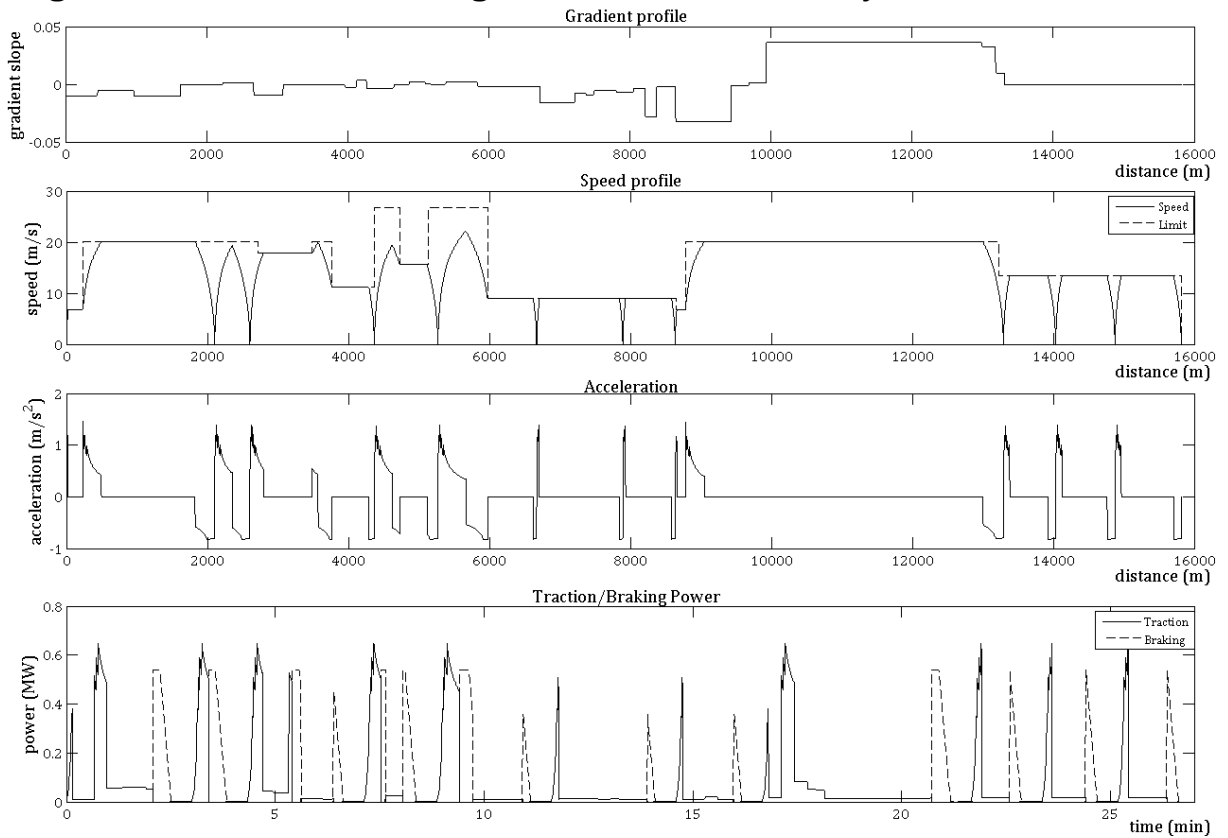 Gradient profile
gradient slope
0.05
0
-0.05
0 2000 4000 6000 8000 10000 12000 14000 16000
distance (m)
Speed profile
speed (m/s)
30
20
10
0
Speed
Limit
0 2000 4000 6000 8000 10000 12000 14000 16000
distance (m)
Acceleration
acceleration (m/s²)
2
1
0
-1
0 2000 4000 6000 8000 10000 12000 14000 16000
distance (m)
Traction/Braking Power
power (MW)
0.8
0.6
0.4
0.2
0
Traction
Braking
0 5 10 15 20 25
time (min)